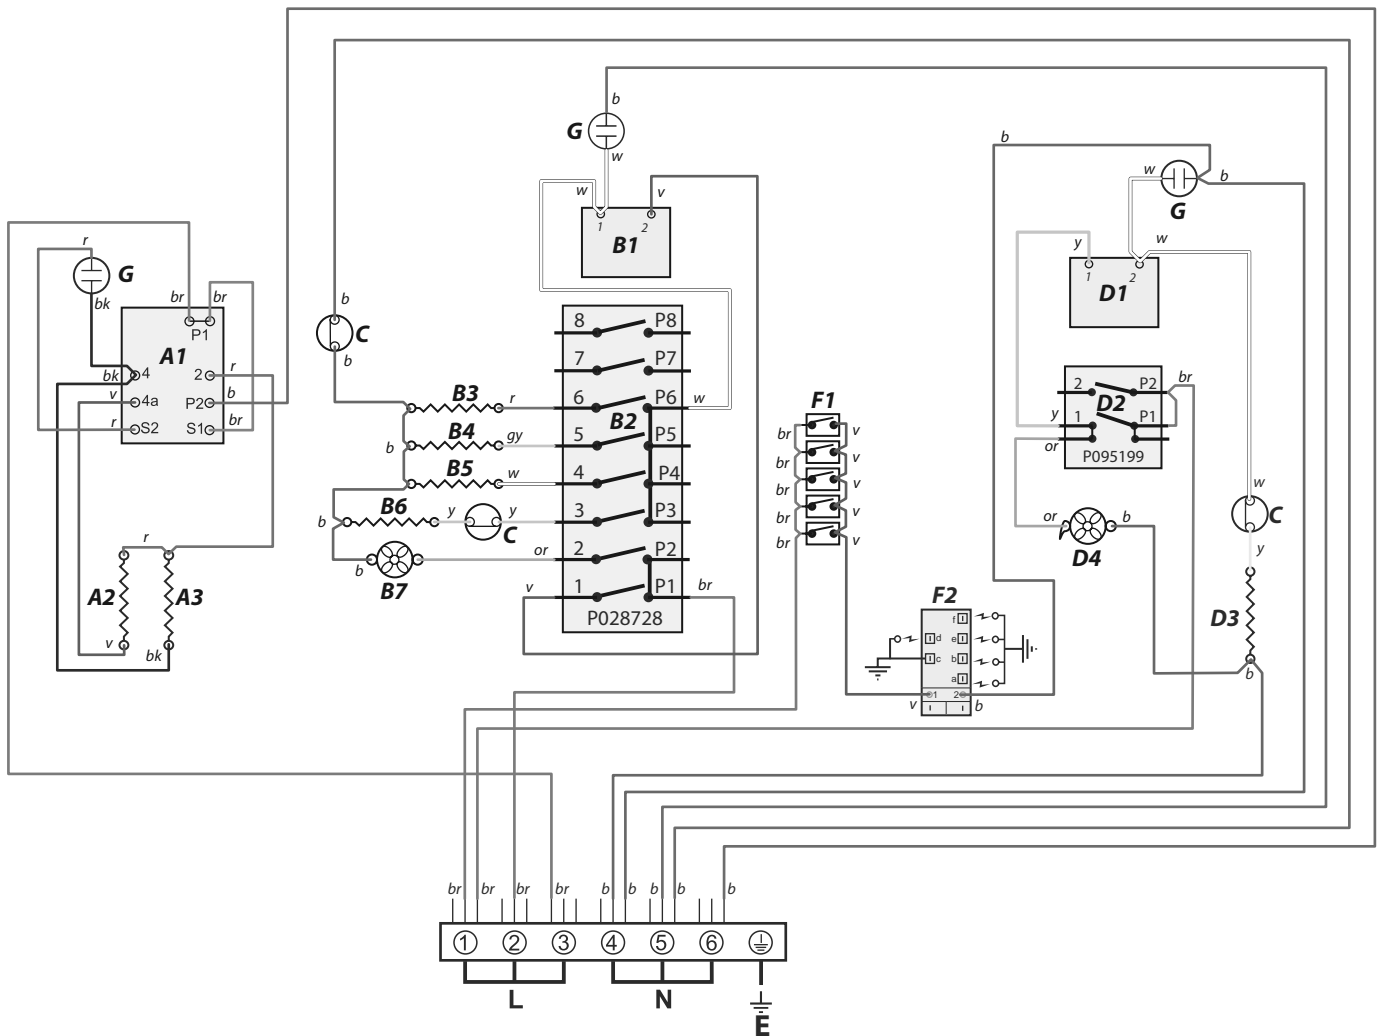 b
b
w
G
w
v
1
2
B1
b
w
b
G
w
y
1
2
D1
r
G
bk
br
br
P1
A1
bk
4
2
r
v
4a
P2
b
r
S2
S1
br
b
C
b
8
P8
7
P7
B3
r
6
P6
w
B2
B4
gy
5
P5
b
B5
w
4
P4
B6
y
y
3
P3
b
C
or
2
P2
b
B7
v
1
P1
br
P028728
F1
br
v
br
v
br
v
br
v
br
v
2
P2
br
D2
y
1
P1
or
P095199
w
C
or
b
D4
y
D3
b
r
A2
A3
v
bk
F2
f
d
e
c
b
a
1
2
v
b
br
br
b
br
b
b
b
b
b
1
2
3
4
5
6
L
N
E